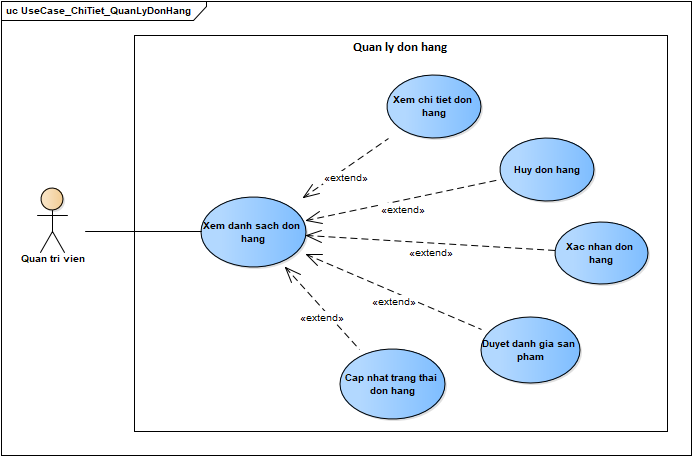 uc UseCase_ChiTiet_QuanLyDonHang
Quan ly don hang
Xem chi tiet don
hang
«extend»
Huy don hang
«extend»
Xem danh sach don
hang
Quan tri vien
Xac nhan don
hang
«extend»
«extend»
Duyet danh gia san
pham
«extend»
Cap nhat trang thai
don hang